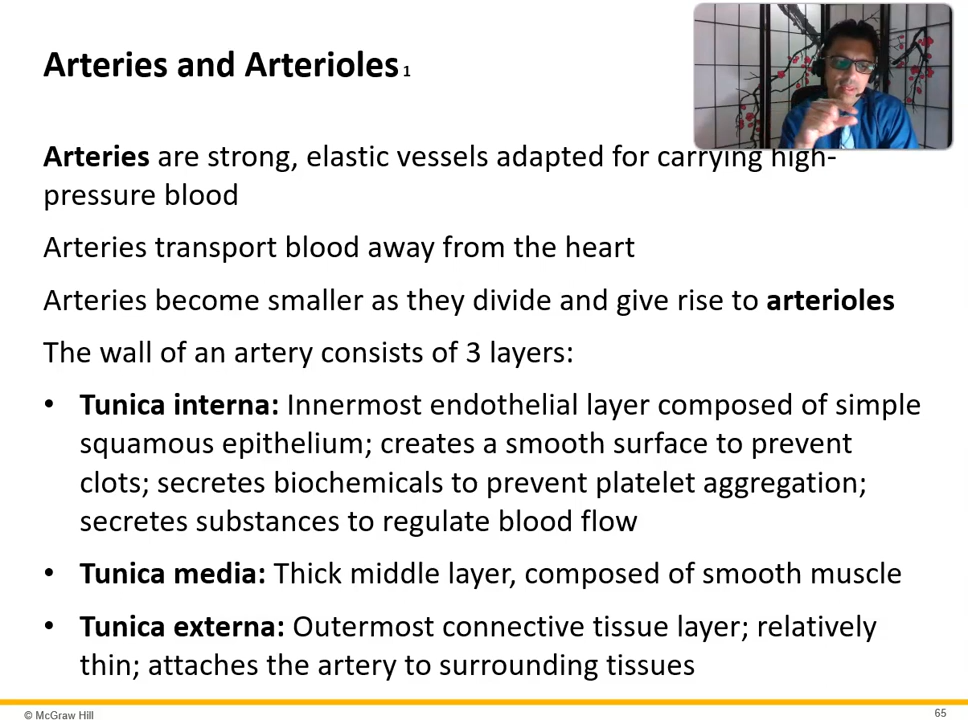 Arteries and Arterioles 1
Arteries are strong, elastic vessels adapted for carrying high-
pressure blood
Arteries transport blood away from the heart
Arteries become smaller as they divide and give rise to arterioles
The wall of an artery consists of 3 layers:
• Tunica interna: Innermost endothelial layer composed of simple
squamous epithelium; creates a smooth surface to prevent
clots; secretes biochemicals to prevent platelet aggregation;
secretes substances to regulate blood flow
• Tunica media: Thick middle layer, composed of smooth muscle
• Tunica externa: Outermost connective tissue layer; relatively
thin; attaches the artery to surrounding tissues
© McGraw Hill
65